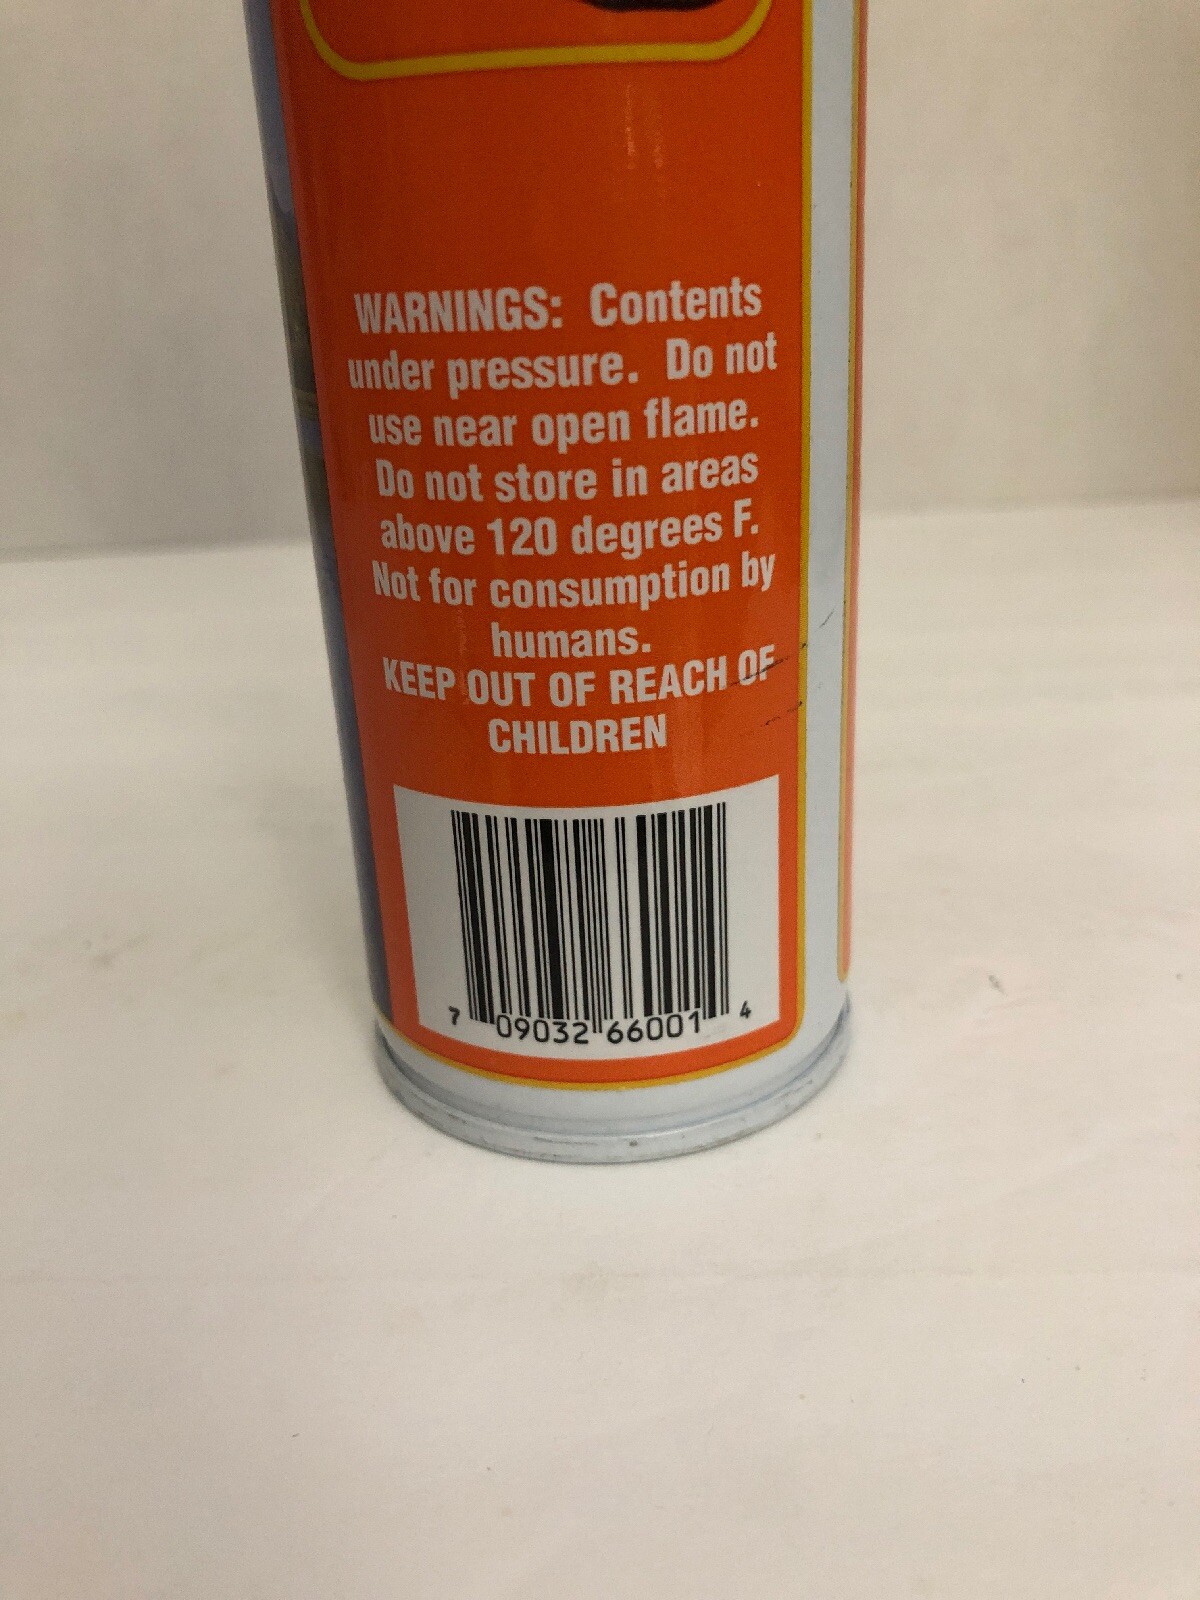 WARNINGS: Contents
under pressure. Do not
use near open flame.
Do not store in areas
above 120 degrees F.
Not for consumption by
humans.
KEEP OUT OF REACH OF
CHILDREN
7 09032 66001 4